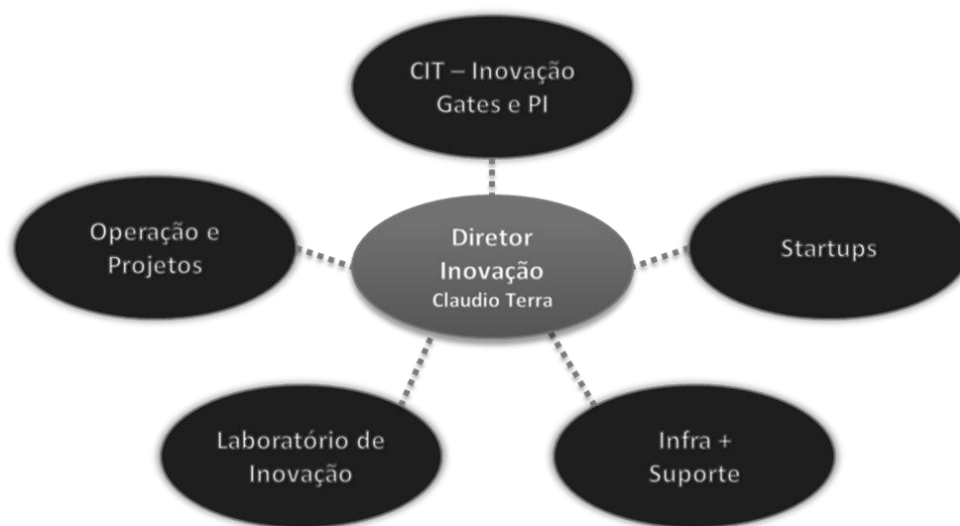 CIT – Inovação
Gates e PI
Operação e
Projetos
Diretor
Inovação
Claudio Terra
Startups
Laboratório de
Inovação
Infra +
Suporte